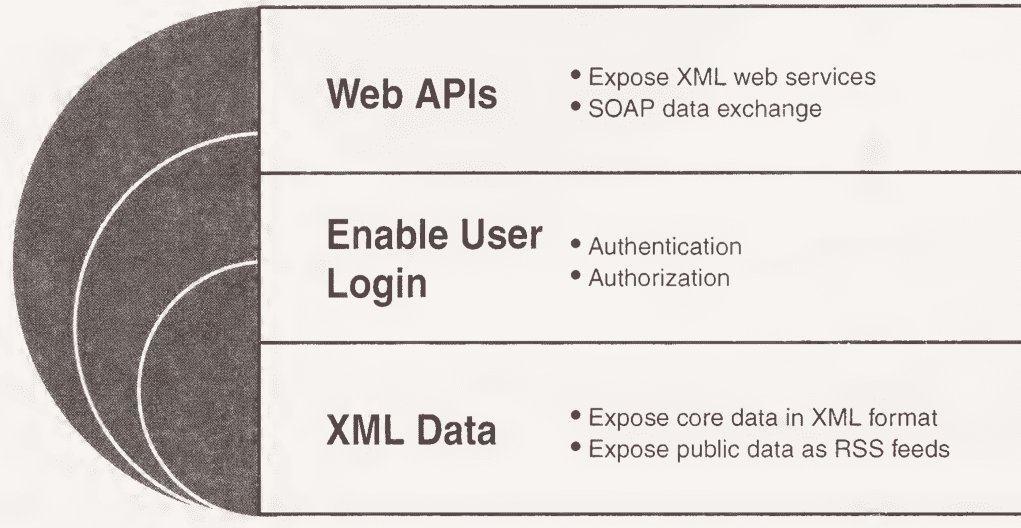 Web APIs
• Expose XML web services
• SOAP data exchange
Enable User
Login
• Authentication
• Authorization
XML Data
• Expose core data in XML format
• Expose public data as RSS feeds